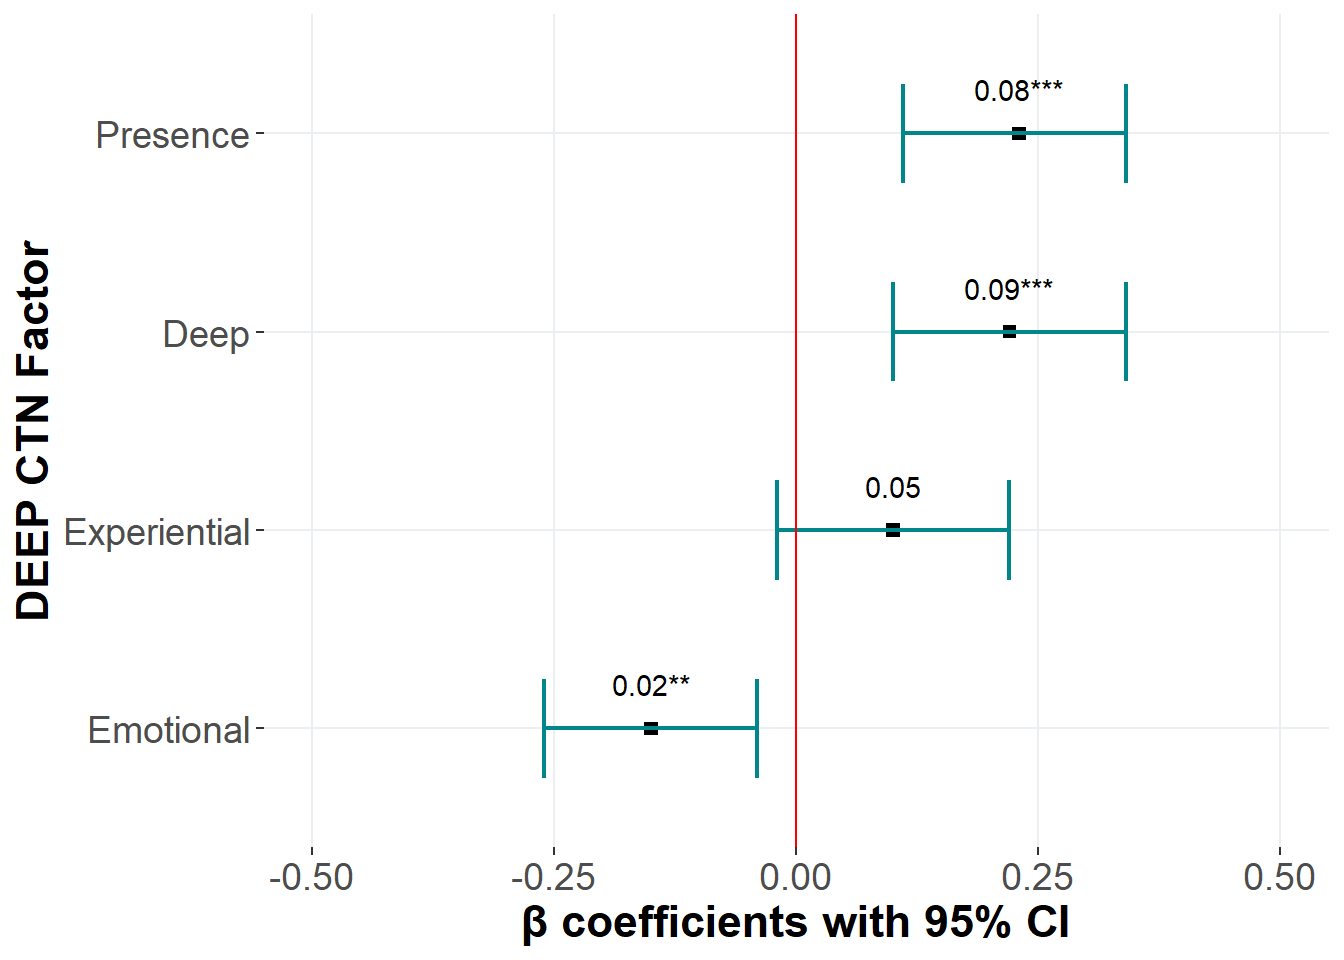 DEEP CTN Factor
Presence
0.08***
Deep
0.09***
Experiential
0.05
Emotional
0.02**
-0.50 -0.25 0.00 0.25 0.50
β coefficients with 95% CI